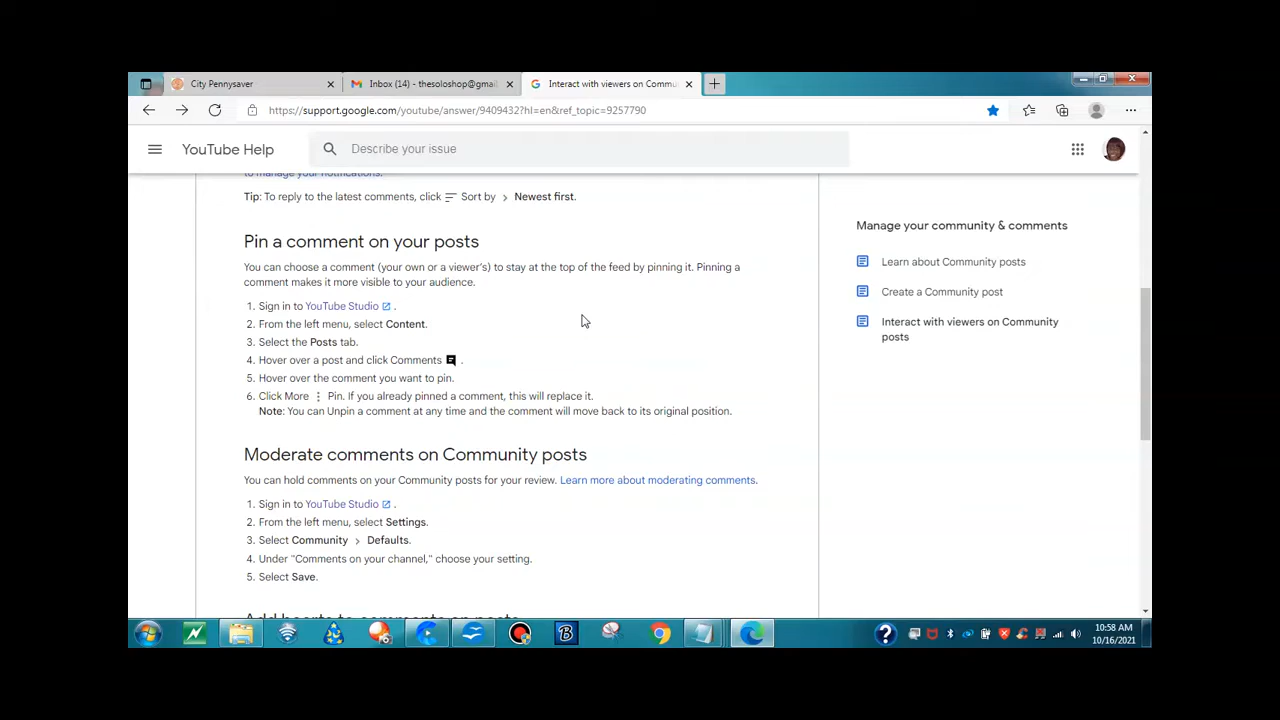 City Pennysaver
Inbox (14) - thesoloshop@gmai
Interact with viewers on Commu
https://support.google.com/youtube/answer/9409432?hl=en&ref_topic=9257790
YouTube Help
Describe your issue
to manage your notifications.
Tip: To reply to the latest comments, click Sort by > Newest first.
Pin a comment on your posts
You can choose a comment (your own or a viewer's) to stay at the top of the feed by pinning it. Pinning a
comment makes it more visible to your audience.
1. Sign in to YouTube Studio .
2. From the left menu, select Content.
3. Select the Posts tab.
4. Hover over a post and click Comments .
5. Hover over the comment you want to pin.
6. Click More ⋮ Pin. If you already pinned a comment, this will replace it.
Note: You can Unpin a comment at any time and the comment will move back to its original position.
Moderate comments on Community posts
You can hold comments on your Community posts for your review. Learn more about moderating comments.
1. Sign in to YouTube Studio .
2. From the left menu, select Settings.
3. Select Community > Defaults.
4. Under "Comments on your channel," choose your setting.
5. Select Save.
Add hearts to comments on posts
Manage your community & comments
Learn about Community posts
Create a Community post
Interact with viewers on Community
posts
10:58 AM
10/16/2021